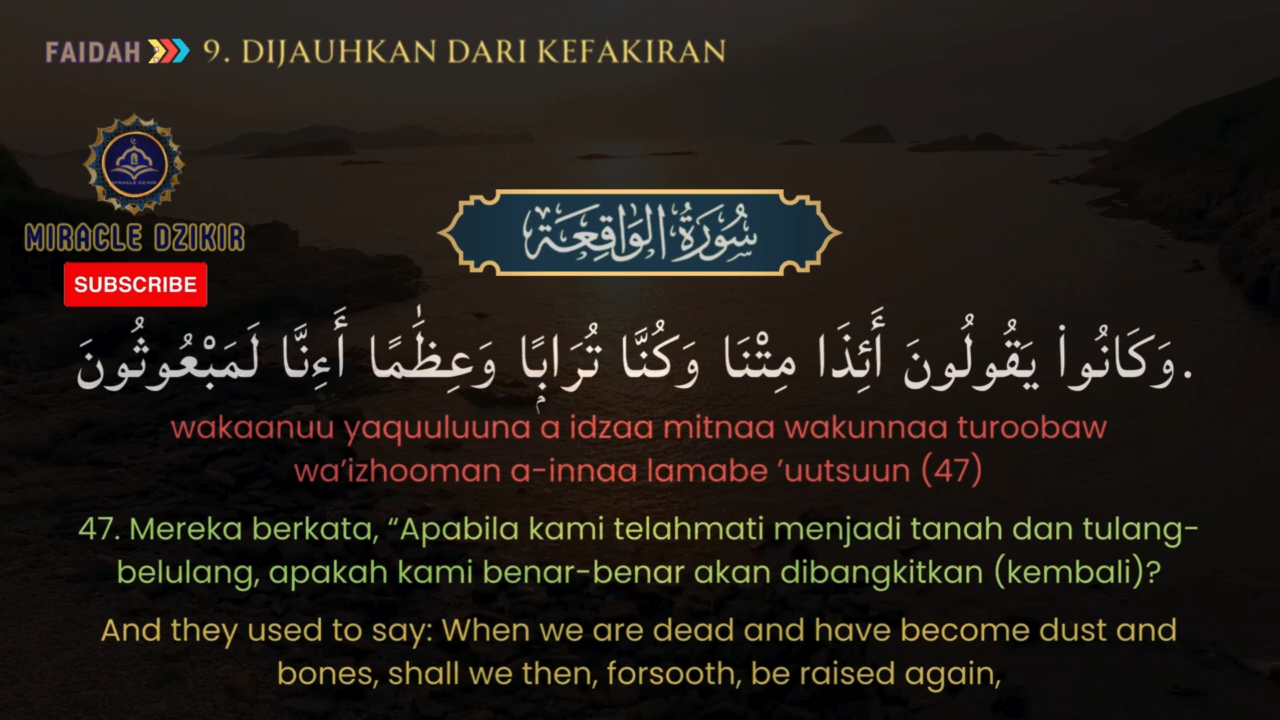 FAIDAH 9. DIJAUHKAN DARI KEFAKIRAN
MIRACLE DZIKIR
MIRACLE DZIKIR
SUBSCRIBE
سُورَةُ الوَاقِعَة
وَكَانُوا۟ يَقُولُونَ أَئِذَا مِتْنَا وَكُنَّا تُرَابًۭا وَعِظَٰمًا أَءِنَّا لَمَبْعُوثُونَ.
wakaanuu yaquuluuna a idzaa mitnaa wakunnaa turoobaw
wa’izhooman a-innaa lamabe ’uutsuun (47)
47. Mereka berkata, “Apabila kami telahmati menjadi tanah dan tulang-
belulang, apakah kami benar-benar akan dibangkitkan (kembali)?
And they used to say: When we are dead and have become dust and
bones, shall we then, forsooth, be raised again,